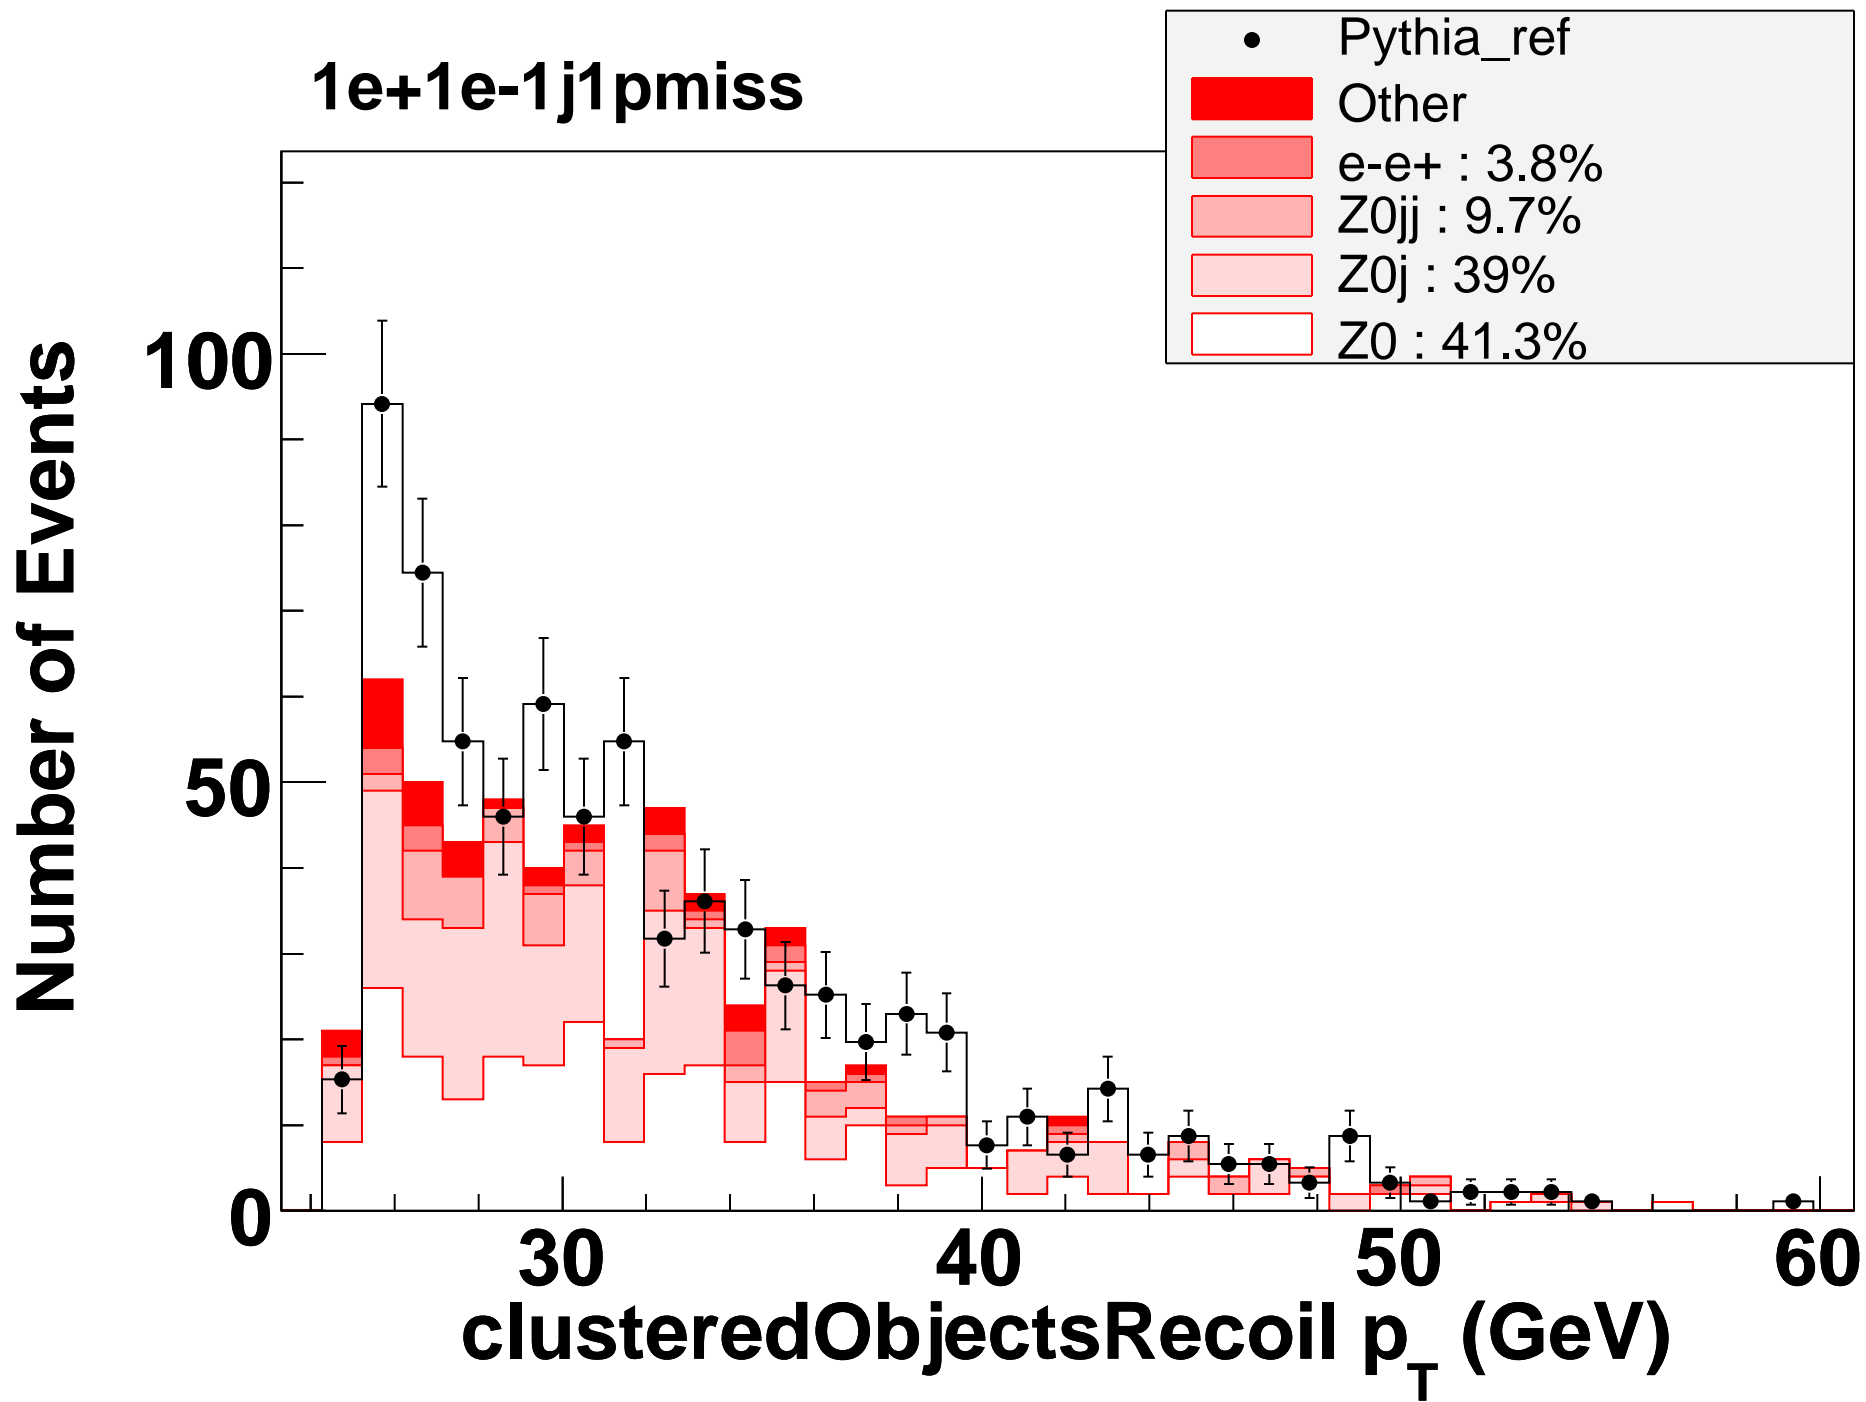 1e+1e-1j1pmiss
Pythia_ref
Other
e-e+ : 3.8%
Z0jj : 9.7%
Z0j : 39%
Z0 : 41.3%
Number of Events
100
50
0
30 40 50 60
clusteredObjectsRecoil p_T (GeV)